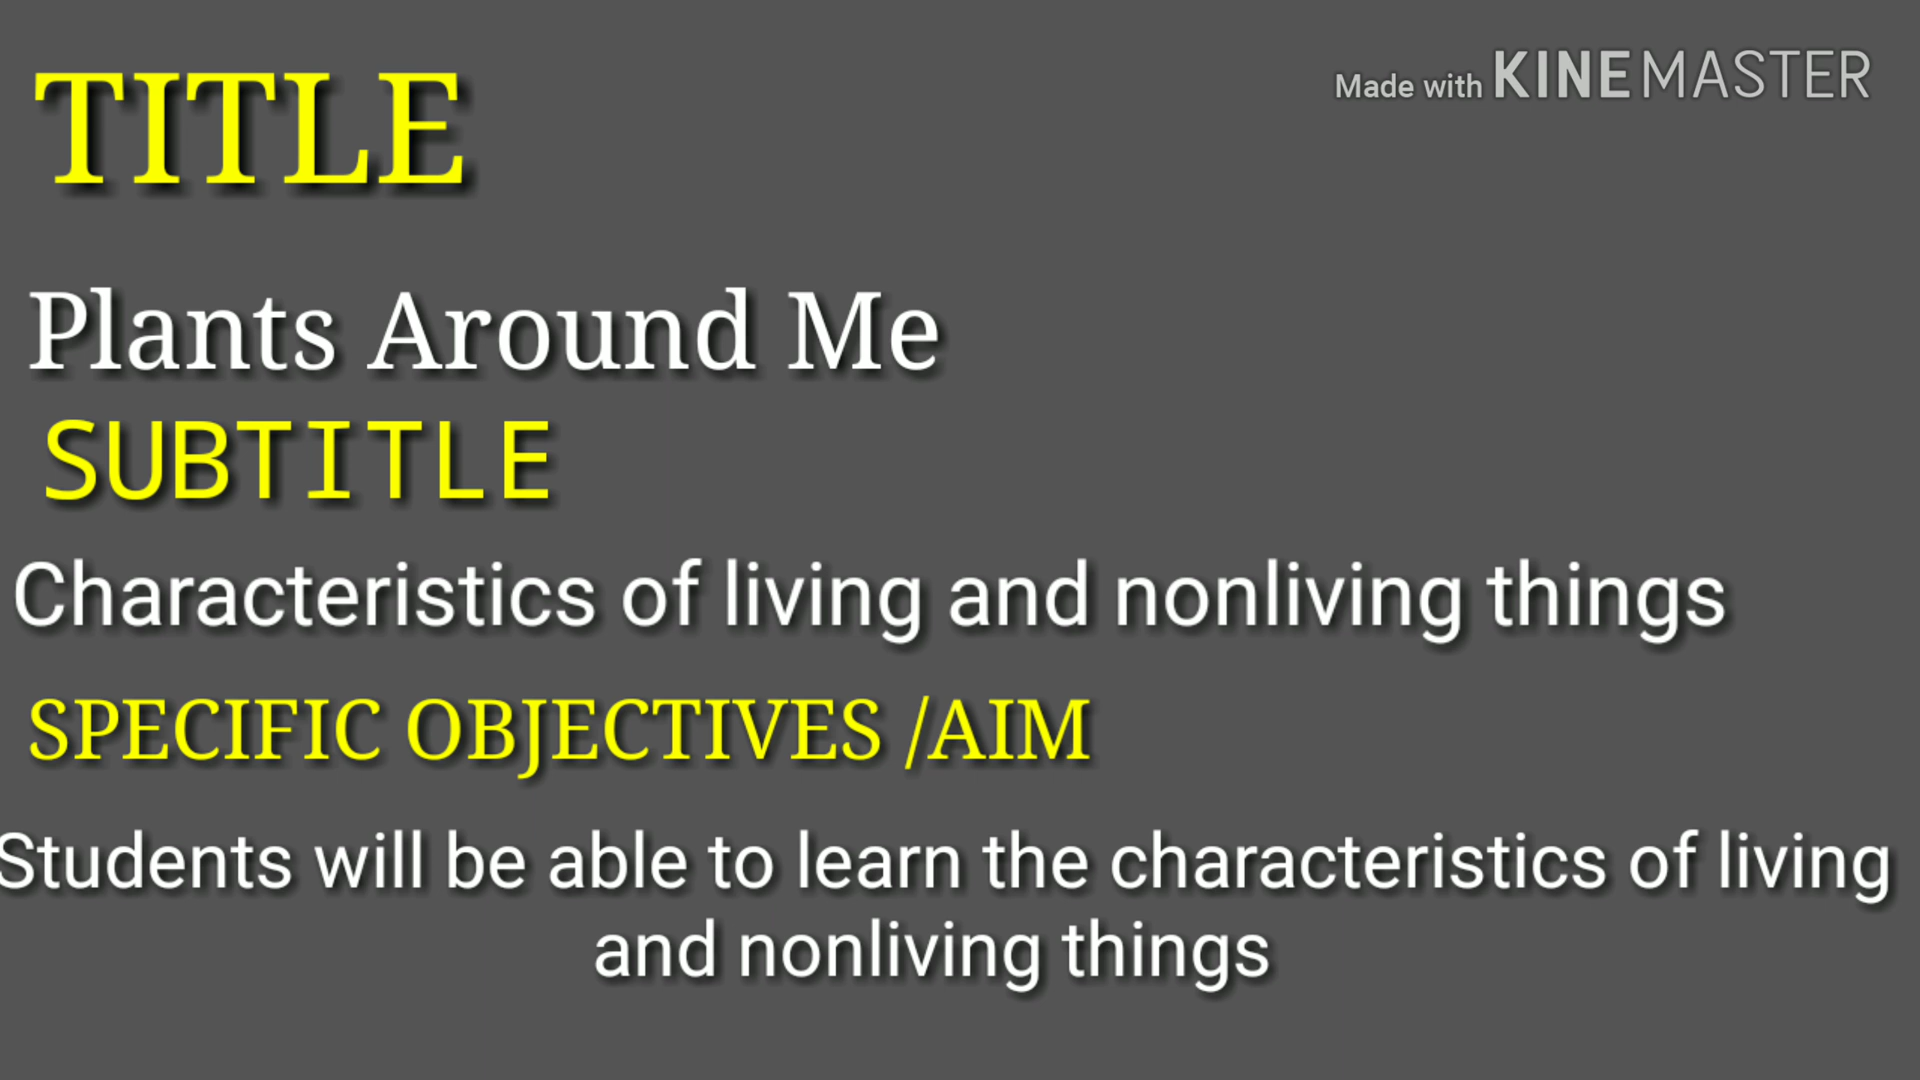 TITLE
Made with KINEMASTER
Plants Around Me
SUBTITLE
Characteristics of living and nonliving things
SPECIFIC OBJECTIVES /AIM
Students will be able to learn the characteristics of living
and nonliving things